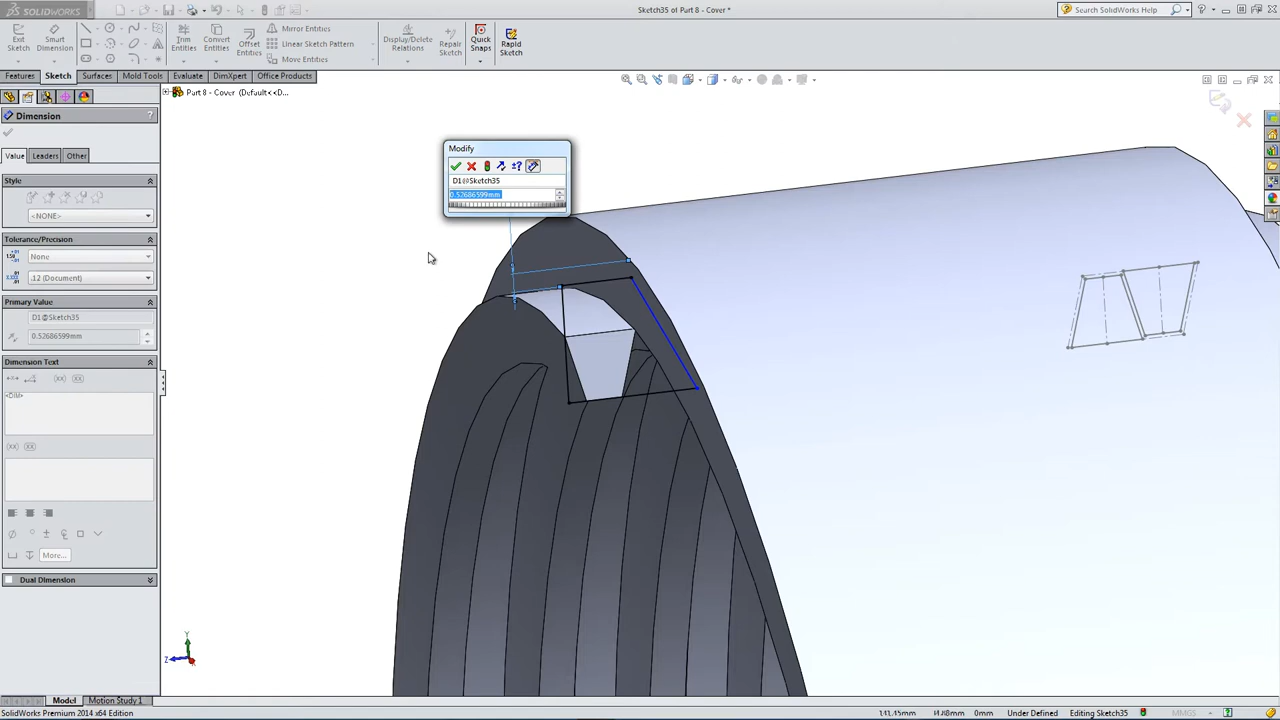 SOLIDWORKS
Sketch35 of Part 8 - Cover *
Search SolidWorks Help
Exit Sketch
Smart Dimension
Trim Entities
Convert Entities
Offset Entities
Mirror Entities
Linear Sketch Pattern
Move Entities
Display/Delete Relations
Repair Sketch
Quick Snaps
Rapid Sketch
Features
Sketch
Surfaces
Mold Tools
Evaluate
DimXpert
Office Products
Part 8 - Cover (Default<<D...
Dimension
?
Value
Leaders
Other
Style
<NONE>
Tolerance/Precision
None
.12 (Document)
Primary Value
D1@Sketch35
0.52686599mm
Dimension Text
<DIM>
More...
Dual Dimension
Modify
D1@Sketch35
0.52686599mm
Y
Z
Model
Motion Study 1
SolidWorks Premium 2014 x64 Edition
0mm
Under Defined
Editing Sketch35
MMGS